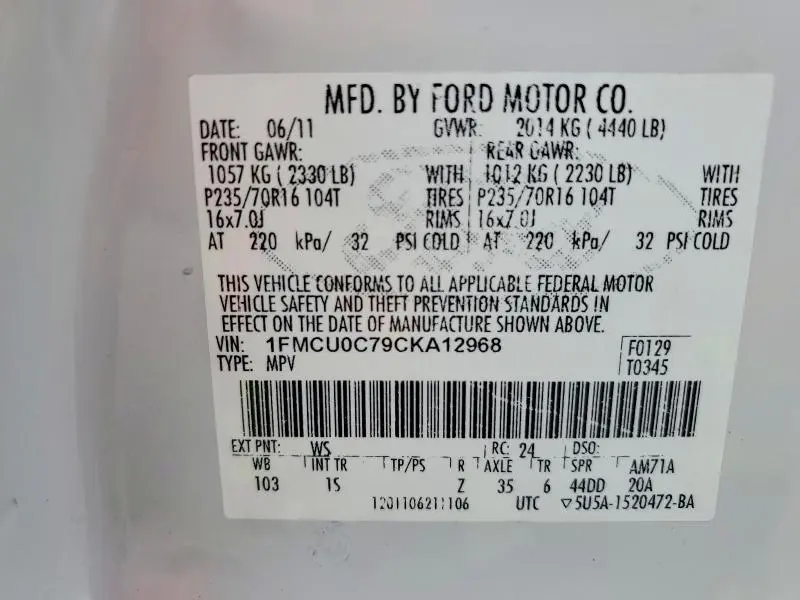 MFD. BY FORD MOTOR CO.
DATE: 06/11 GVWR: 2014 KG ( 4440 LB)
FRONT GAWR: REAR GAWR:
1057 KG ( 2330 LB) WITH 1012 KG ( 2230 LB) WITH
P235/70R16 104T TIRES P235/70R16 104T TIRES
16x7.0J RIMS 16x7.0J RIMS
AT 220 kPa/ 32 PSI COLD AT 220 kPa/ 32 PSI COLD
THIS VEHICLE CONFORMS TO ALL APPLICABLE FEDERAL MOTOR
VEHICLE SAFETY AND THEFT PREVENTION STANDARDS IN
EFFECT ON THE DATE OF MANUFACTURE SHOWN ABOVE.
VIN: 1FMCU0C79CKA12968 F0129
TYPE: MPV T0345
EXT PNT: WS RC: 24 DSO:
WB INT TR TP/PS R AXLE TR SPR AM71A
103 1S Z 35 6 44DD 20A
1201106211106 UTC ▽5U5A-1520472-BA